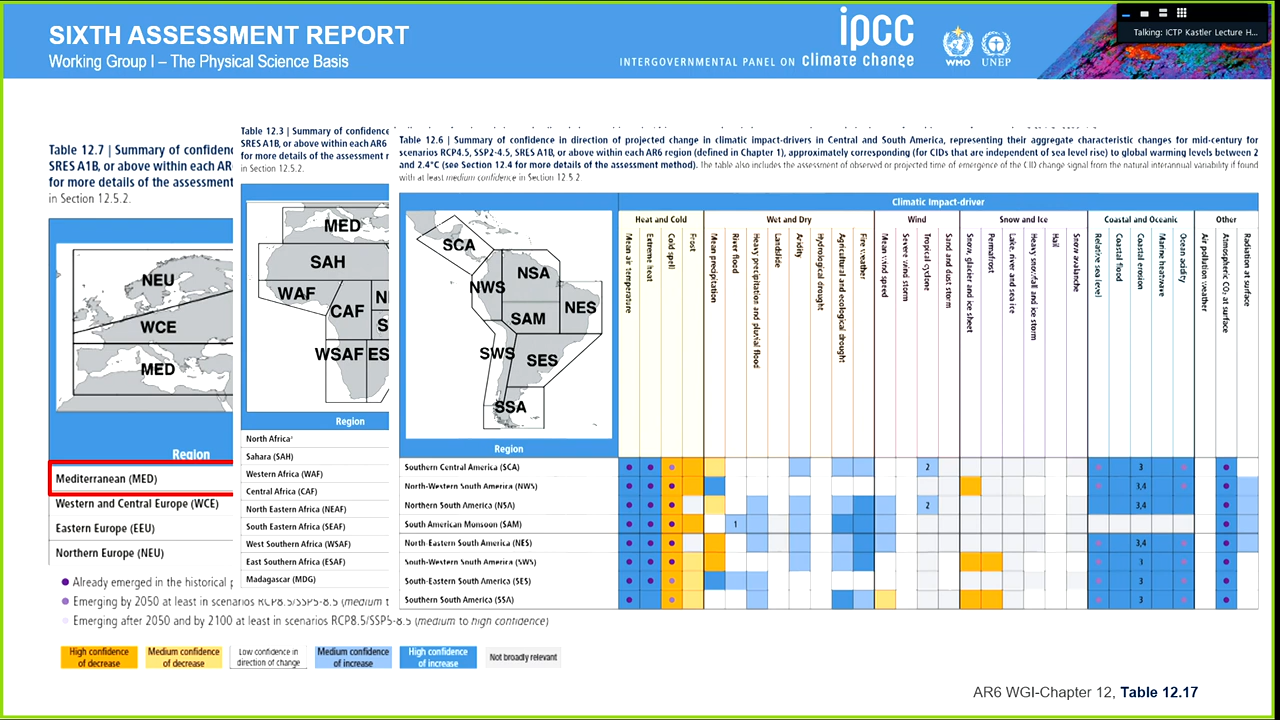 SIXTH ASSESSMENT REPORT
Working Group I – The Physical Science Basis
INTERGOVERNMENTAL PANEL ON climate change
ipcc
WMO
UNEP
Talking: ICTP Kastler Lecture H...
Table 12.7 | Summary of confidenc
SRES A1B, or above within each AR
for more details of the assessment
in Section 12.5.2.
NEU
WCE
MED
Region
Mediterranean (MED)
Western and Central Europe (WCE)
Eastern Europe (EEU)
Northern Europe (NEU)
Table 12.3 | Summary of confidence
SRES A1B, or above within each AR6
for more details of the assessment r
in Section 12.5.2.
MED
SAH
WAF
CAF
N
S
WSAF
ES
Region
North Africa
Sahara (SAH)
Western Africa (WAF)
Central Africa (CAF)
North Eastern Africa (NEAF)
South Eastern Africa (SEAF)
West Southern Africa (WSAF)
East Southern Africa (ESAF)
Madagascar (MDG)
Table 12.6 | Summary of confidence in direction of projected change in climatic impact-drivers in Central and South America, representing their aggregate characteristic changes for mid-century for
scenarios RCP4.5, SSP2-4.5, SRES A1B, or above within each AR6 region (defined in Chapter 1), approximately corresponding (for CIDs that are independent of sea level rise) to global warming levels between 2
and 2.4°C (see Section 12.4 for more details of the assessment method). The table also includes the assessment of observed or projected time of emergence of the CID change signal from the natural interannual variability if found
with at least medium confidence in Section 12.5.2.
Climatic Impact-driver
Heat and Cold
Wet and Dry
Wind
Snow and Ice
Coastal and Oceanic
Other
Mean air temperature
Extreme heat
Cold spell
Frost
Mean precipitation
River flood
Heavy precipitation and pluvial flood
Landslide
Aridity
Hydrological drought
Agricultural and ecological drought
Fire weather
Mean wind speed
Severe wind storm
Tropical cyclone
Sand and dust storm
Snow, glacier and ice sheet
Permafrost
Lake, river and sea ice
Heavy snowfall and ice storm
Hail
Snow avalanche
Relative sea level
Coastal flood
Coastal erosion
Marine heatwave
Ocean acidity
Air pollution weather
Atmospheric CO₂ at surface
Radiation at surface
SCA
NWS
NSA
NES
SAM
SWS
SES
SSA
Region
Southern Central America (SCA) 2 3
North-Western South America (NWS) 3,4
Northern South America (NSA) 2 3,4
South American Monsoon (SAM) 1
North-Eastern South America (NES) 3,4
South-Western South America (SWS) 3
South-Eastern South America (SES) 3
Southern South America (SSA) 3
Already emerged in the historical p
Emerging by 2050 at least in scenarios RCP8.5/SSP5-8.5 (medium t
Emerging after 2050 and by 2100 at least in scenarios RCP8.5/SSP5-8.5 (medium to high confidence)
High confidence
of decrease
Medium confidence
of decrease
Low confidence in
direction of change
Medium confidence
of increase
High confidence
of increase
Not broadly relevant
AR6 WGI-Chapter 12, Table 12.17